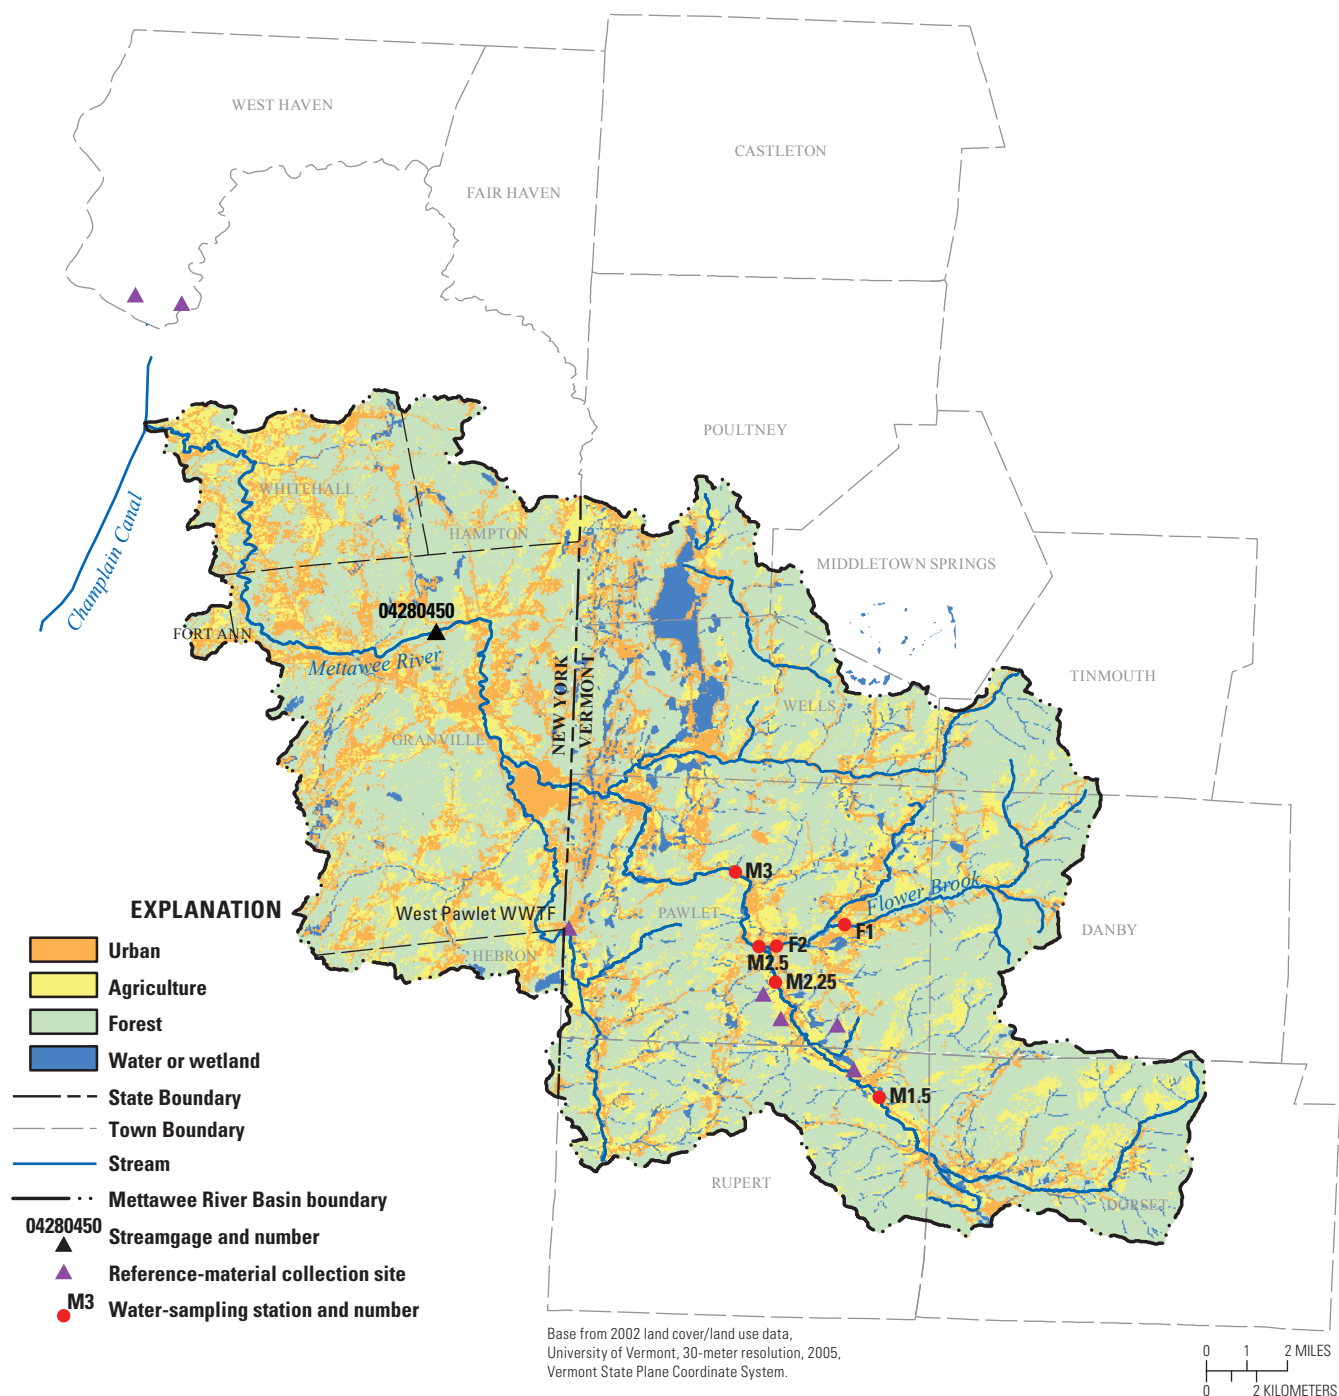 WEST HAVEN
CASTLETON
FAIR HAVEN
POULTNEY
WHITEHALL
Champlain Canal
HAMPTON
MIDDLETOWN SPRINGS
04280450
FORT ANN
Mettawee River
TINMOUTH
NEW YORK
VERMONT
WELLS
GRANVILLE
M3
Flower Brook
EXPLANATION
West Pawlet WWTF
PAWLET
F1
DANBY
Urban
HEBRON
F2
M2.5
M2.25
Agriculture
Forest
Water or wetland
State Boundary
M1.5
Town Boundary
Stream
RUPERT
Mettawee River Basin boundary
DORSET
04280450
Streamgage and number
Reference-material collection site
M3
Water-sampling station and number
Base from 2002 land cover/land use data,
University of Vermont, 30-meter resolution, 2005,
Vermont State Plane Coordinate System.
0 1 2 MILES
0 2 KILOMETERS